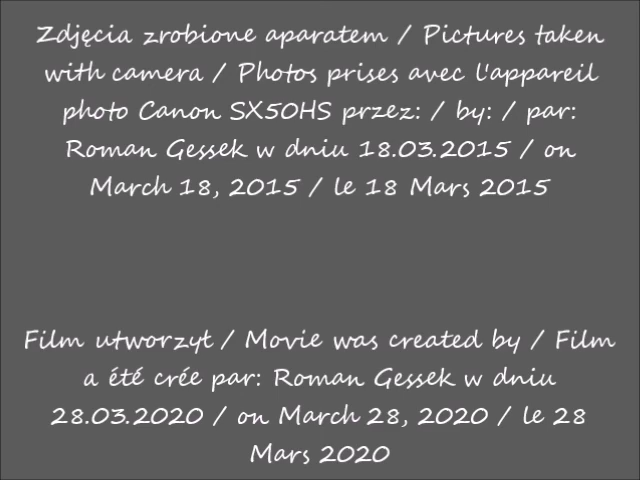 Zdjęcia zrobione aparatem / Pictures taken
with camera / Photos prises avec l'appareil
photo Canon SX50HS przez: / by: / par:
Roman Gessek w dniu 18.03.2015 / on
March 18, 2015 / le 18 Mars 2015
Film utworzył / Movie was created by / Film
a été crée par: Roman Gessek w dniu
28.03.2020 / on March 28, 2020 / le 28
Mars 2020